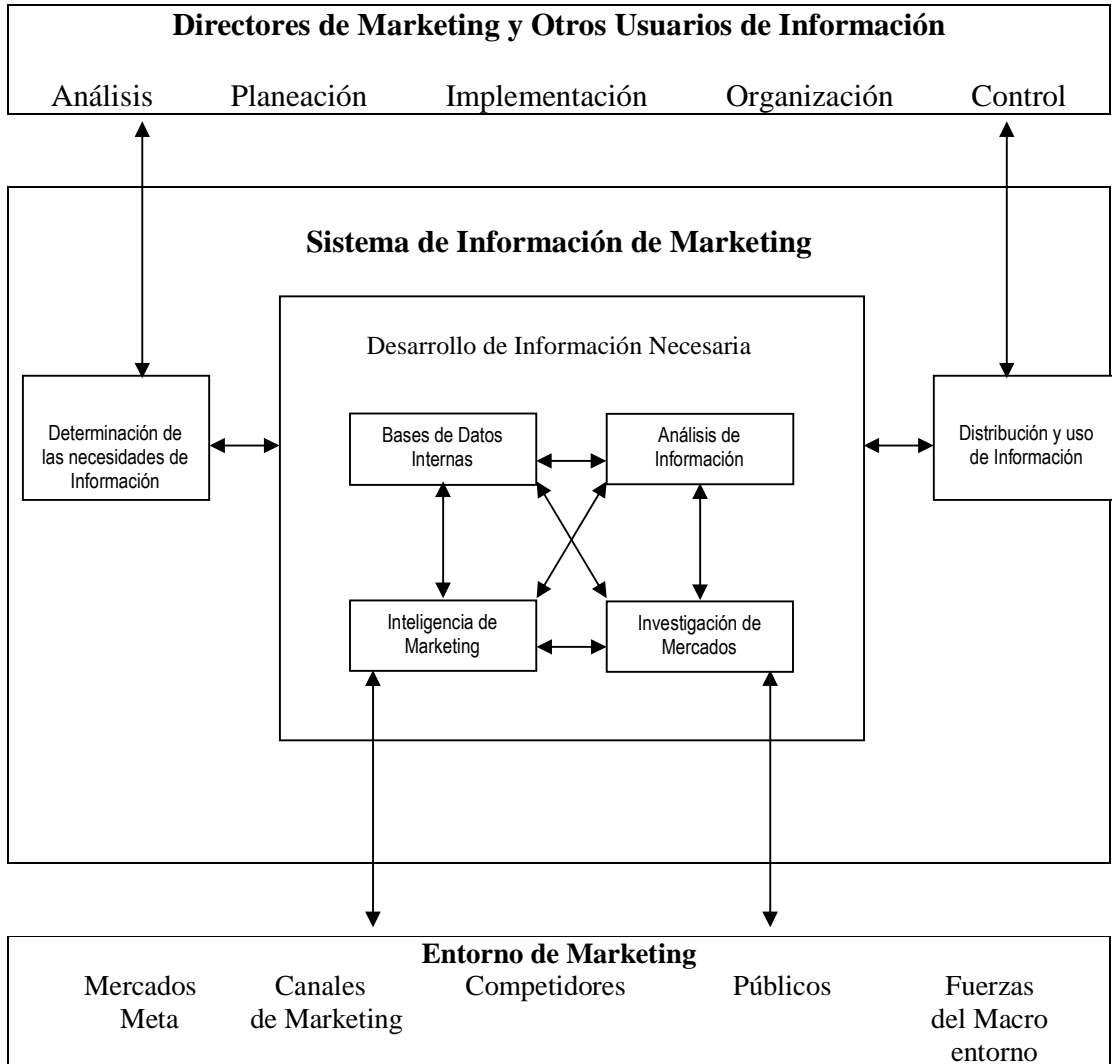 Directores de Marketing y Otros Usuarios de Información
Análisis Planeación Implementación Organización Control
Sistema de Información de Marketing
Desarrollo de Información Necesaria
Determinación de
las necesidades de
Información
Bases de Datos
Internas
Análisis de
Información
Distribución y uso
de Información
Inteligencia de
Marketing
Investigación de
Mercados
Entorno de Marketing
Mercados
Meta
Canales
de Marketing
Competidores
Públicos
Fuerzas
del Macro
entorno